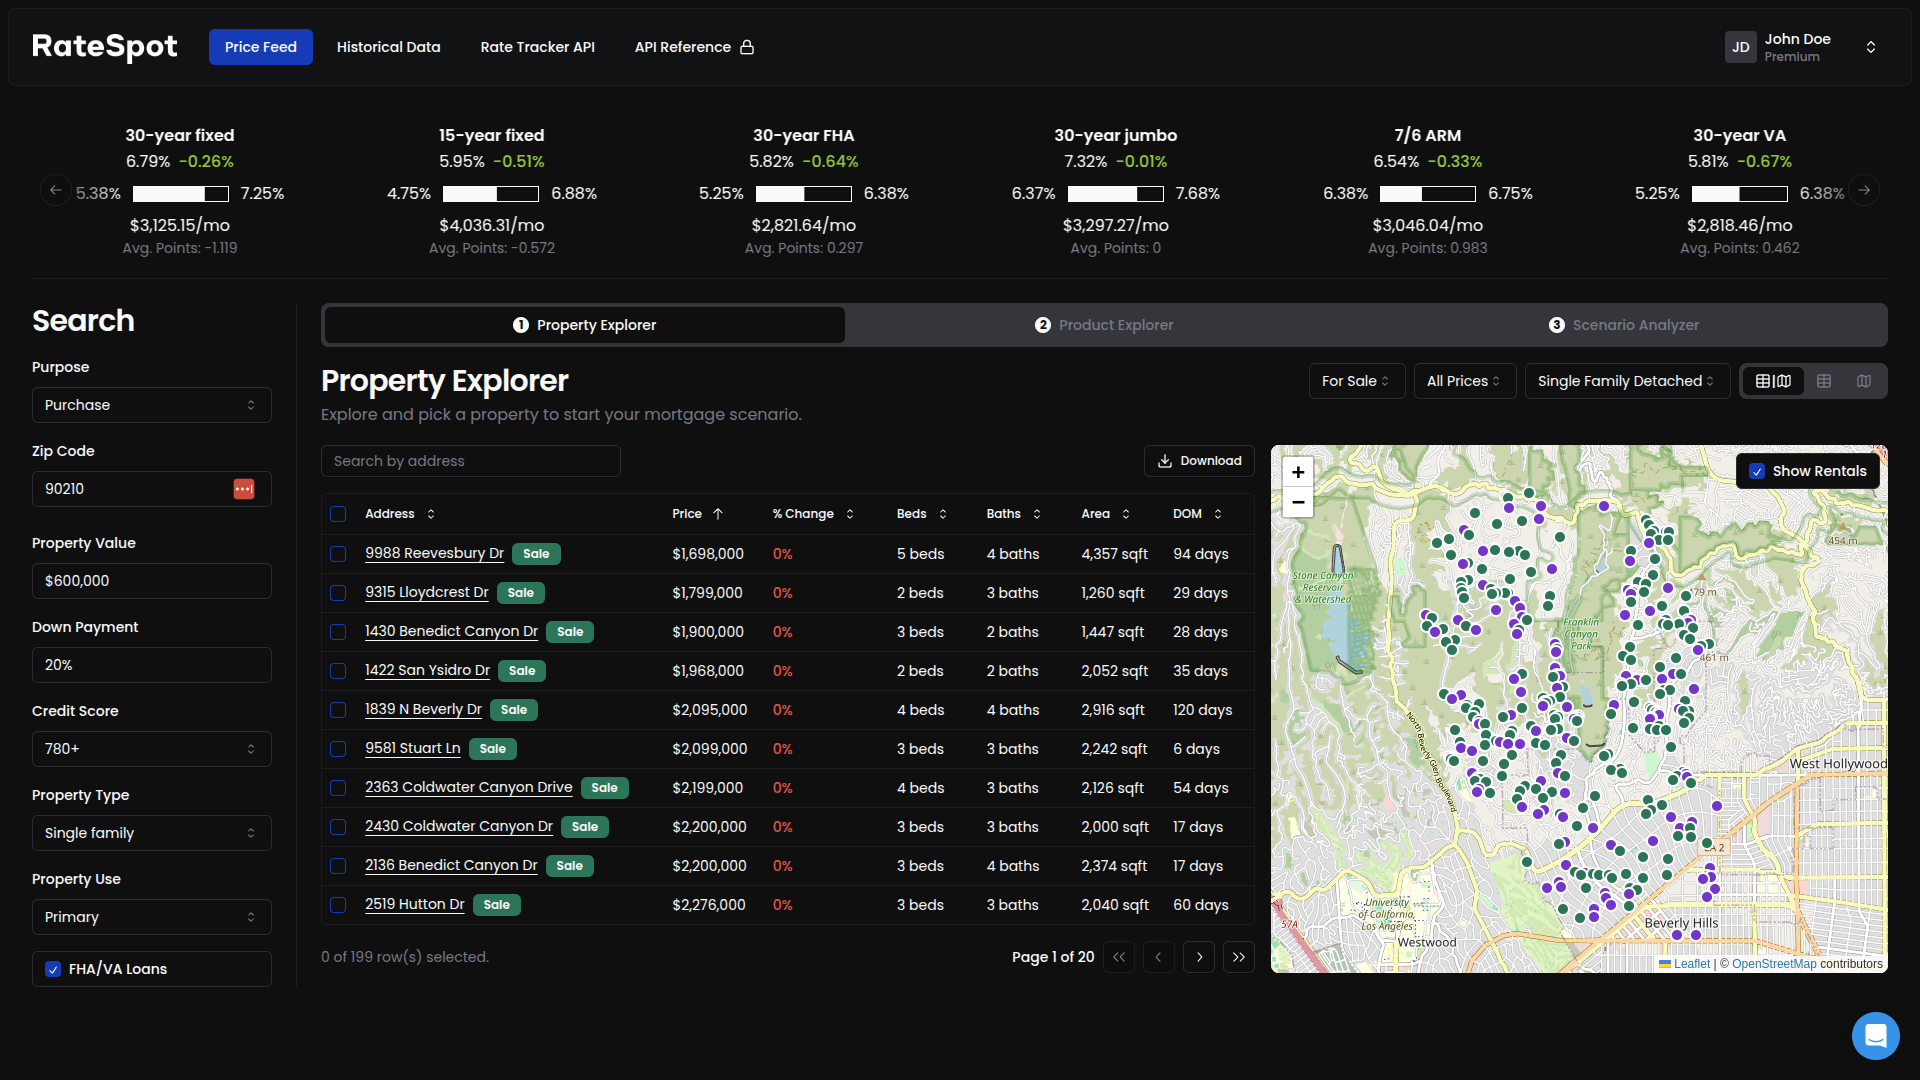 RateSpot
Price Feed
Historical Data
Rate Tracker API
API Reference
JD
John Doe
Premium
30-year fixed
6.79% -0.26%
5.38% 7.25%
$3,125.15/mo
Avg. Points: -1.119
15-year fixed
5.95% -0.51%
4.75% 6.88%
$4,036.31/mo
Avg. Points: -0.572
30-year FHA
5.82% -0.64%
5.25% 6.38%
$2,821.64/mo
Avg. Points: 0.297
30-year jumbo
7.32% -0.01%
6.37% 7.68%
$3,297.27/mo
Avg. Points: 0
7/6 ARM
6.54% -0.33%
6.38% 6.75%
$3,046.04/mo
Avg. Points: 0.983
30-year VA
5.81% -0.67%
5.25% 6.38%
$2,818.46/mo
Avg. Points: 0.462
Search
Purpose
Purchase
Zip Code
90210
Property Value
$600,000
Down Payment
20%
Credit Score
780+
Property Type
Single family
Property Use
Primary
FHA/VA Loans
1 Property Explorer
2 Product Explorer
3 Scenario Analyzer
Property Explorer
Explore and pick a property to start your mortgage scenario.
For Sale
All Prices
Single Family Detached
Search by address
Download
Address Price % Change Beds Baths Area DOM
9988 Reevesbury Dr Sale $1,698,000 0% 5 beds 4 baths 4,357 sqft 94 days
9315 Lloydcrest Dr Sale $1,799,000 0% 2 beds 3 baths 1,260 sqft 29 days
1430 Benedict Canyon Dr Sale $1,900,000 0% 3 beds 2 baths 1,447 sqft 28 days
1422 San Ysidro Dr Sale $1,968,000 0% 2 beds 2 baths 2,052 sqft 35 days
1839 N Beverly Dr Sale $2,095,000 0% 4 beds 4 baths 2,916 sqft 120 days
9581 Stuart Ln Sale $2,099,000 0% 3 beds 3 baths 2,242 sqft 6 days
2363 Coldwater Canyon Drive Sale $2,199,000 0% 4 beds 3 baths 2,126 sqft 54 days
2430 Coldwater Canyon Dr Sale $2,200,000 0% 3 beds 3 baths 2,000 sqft 17 days
2136 Benedict Canyon Dr Sale $2,200,000 0% 3 beds 4 baths 2,374 sqft 17 days
2519 Hutton Dr Sale $2,276,000 0% 3 beds 3 baths 2,040 sqft 60 days
0 of 199 row(s) selected.
Page 1 of 20
+
−
Show Rentals
454 m
Stone Canyon
Reservoir
& Watershed
Franklin
Canyon
Park
461 m
North Beverly Glen Boulevard
West Hollywood
CA 2
University
of California,
Los Angeles
57A
Westwood
Beverly Hills
Leaflet | © OpenStreetMap contributors